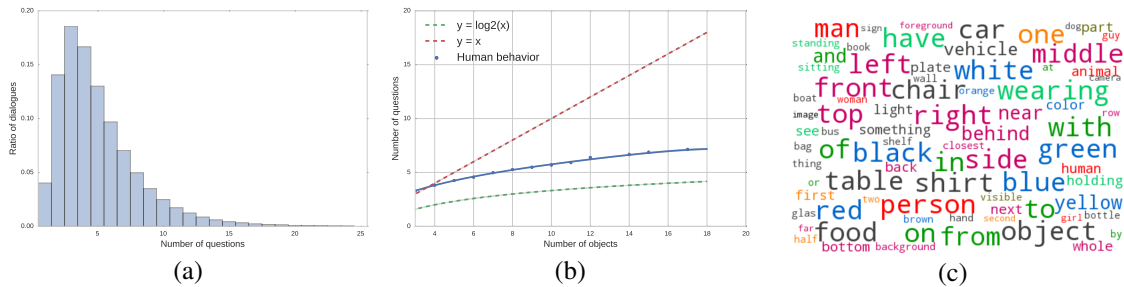 0.20
0.15
0.10
0.05
0.00
Ratio of dialogues
15 5 10 15 20 25
Number of questions
(a)
20
15
10
5
0
Number of questions
y = log2(x)
y = x
Human behavior
4 6 8 10 12 14 16 18 20
Number of objects
(b)
man sign foreground car one dog part
standing book have vehicle middle guy
sitting and left plate white at animal
wall camera
front chair orange wearing
boat woman
image top light right near color row
see bus something behind with
bag of shelf closest green
thing black back in side human
or table shirt blue holding
first two person visible yellow
glas red brown hand next second to girl bottle
far food on from object by
half bottom background whole
(c)